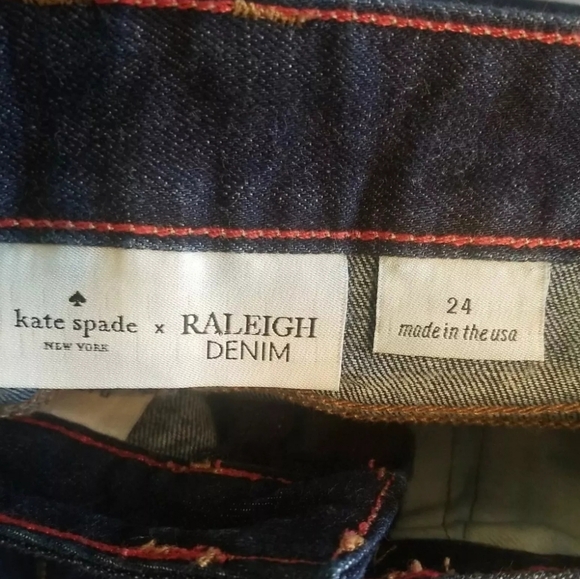 kate spade x RALEIGH
NEW YORK DENIM
24
made in the usa